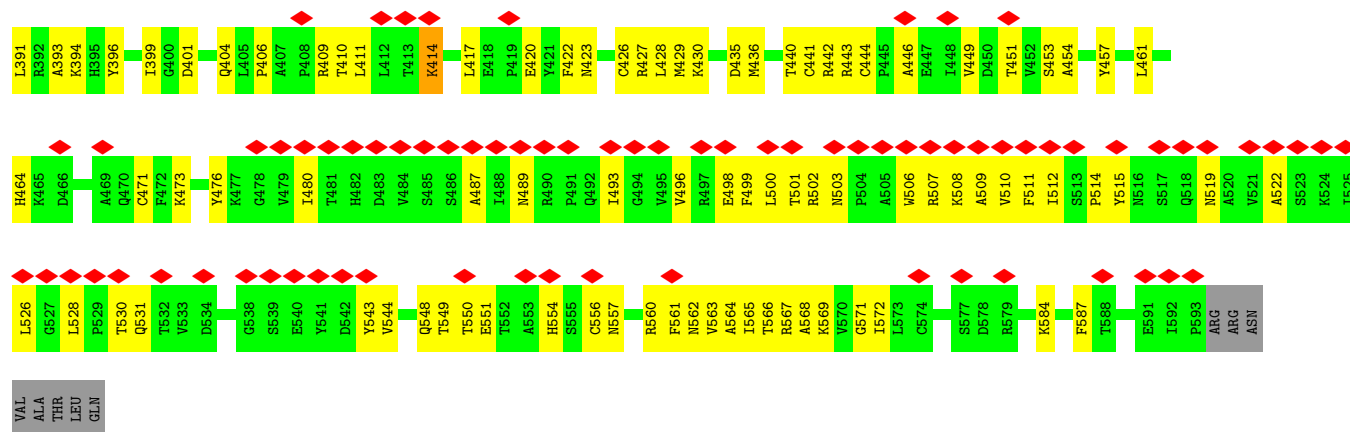 L391 R392 A393 K394 H395 Y396 I399 G400 D401 Q404 L405 P406 A407 P408 R409 T410 L411 L412 T413 K414 L417 E418 P419 E420 Y421 F422 N423 C426 R427 L428 M429 K430 D435 M436 T440 C441 R442 R443 C444 P445 A446 E447 I448 V449 D450 T451 V452 S453 A454 Y457 L461
H464 K465 D466 A469 Q470 C471 F472 K473 Y476 K477 G478 V479 I480 T481 H482 D483 V484 S485 S486 A487 I488 N489 R490 P491 Q492 I493 G494 V495 V496 R497 E498 F499 L500 T501 R502 N503 P504 A505 W506 R507 K508 A509 V510 F511 I512 S513 P514 Y515 N516 S517 Q518 N519 A520 V521 A522 S523 K524 I525
L526 G527 L528 P529 T530 Q531 T532 V533 D534 G538 S539 E540 Y541 D542 Y543 V544 Q548 T549 T550 E551 T552 A553 H554 S555 C556 N557 R560 F561 N562 V563 A564 I565 T566 R567 A568 K569 V570 G571 I572 L573 C574 S577 D578 R579 K584 F587 T588 E591 I592 P593 ARG ARG ASN
VAL ALA THR LEU GLN